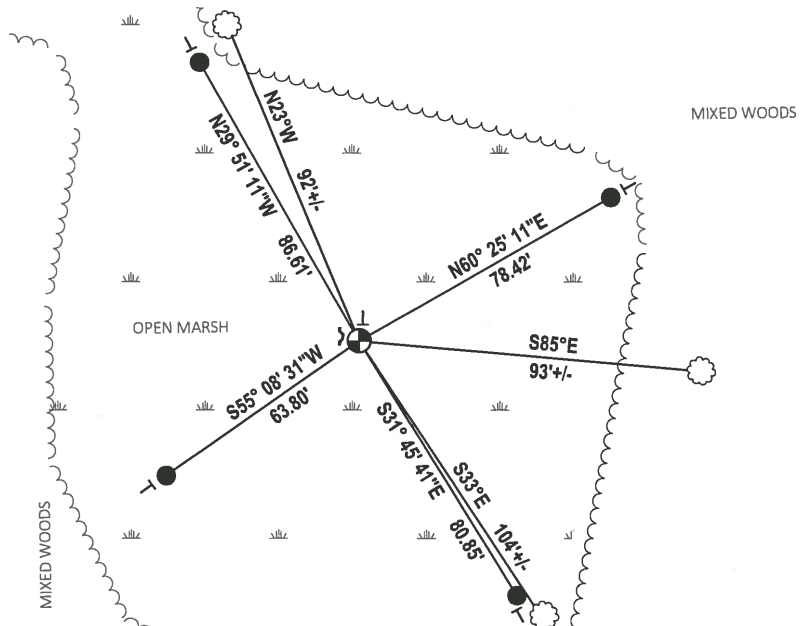 MIXED WOODS
N23°W
92'+/-
N29° 51' 11"W
86.61'
N60° 25' 11"E
78.42'
OPEN MARSH
S85°E
93'+/-
S55° 08' 31"W
63.80'
S31° 45' 41"E
80.85'
S33°E
104'+/-
MIXED WOODS